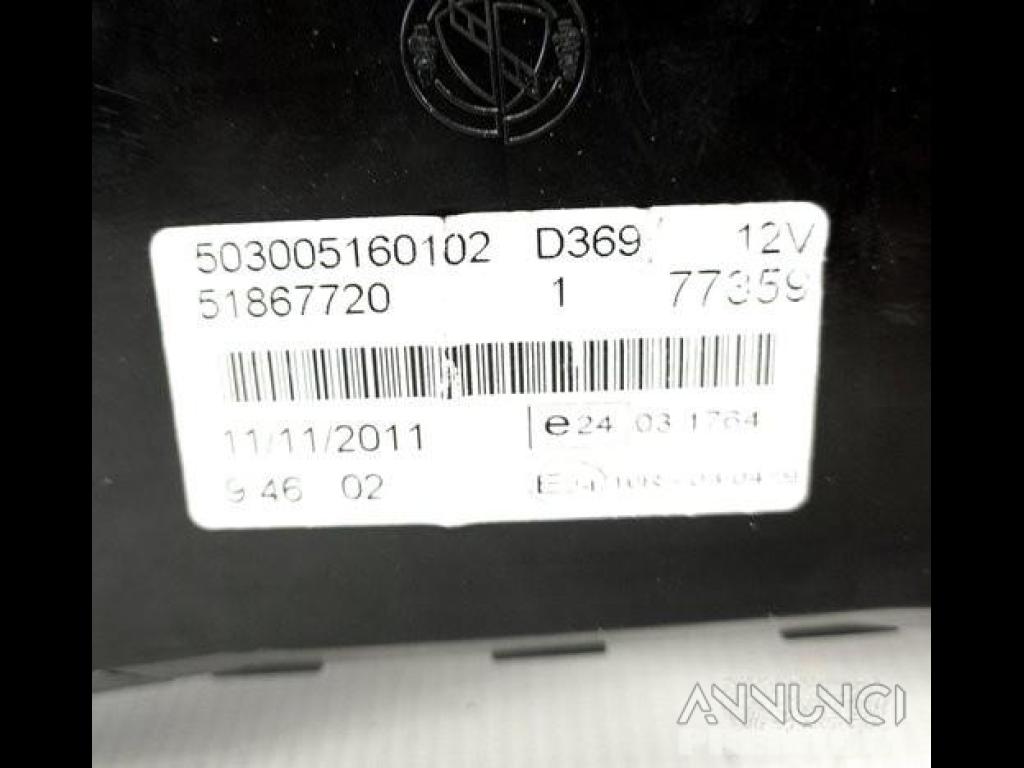 503005160102 D369 12V
51867720 1 77359
11/11/2011 e24 03 1764
9 46 02
ANNUNCI